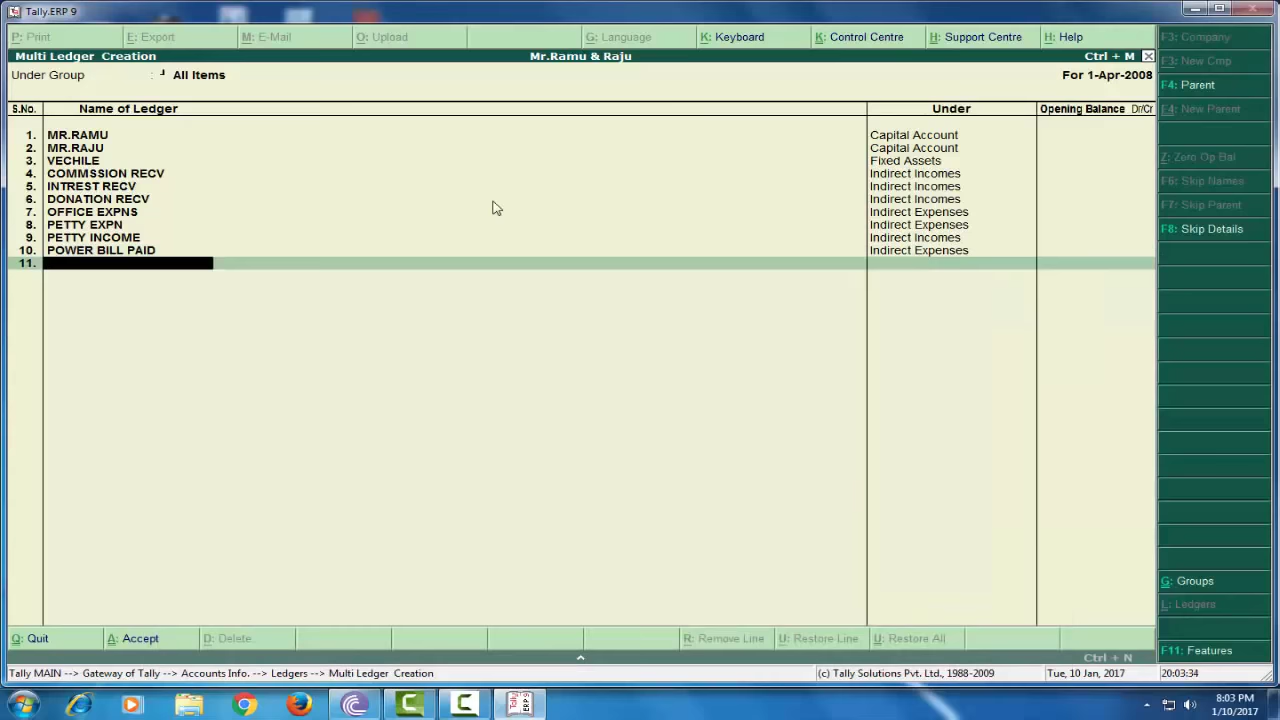 Tally.ERP 9
P: Print E: Export M: E-Mail O: Upload G: Language K: Keyboard K: Control Centre H: Support Centre H: Help
F3: Company
Multi Ledger Creation Mr.Ramu & Raju Ctrl + M
F3: New Cmp
Under Group : All Items For 1-Apr-2008
F4: Parent
S.No. Name of Ledger Under Opening Balance Dr/Cr
F4: New Parent
1. MR.RAMU Capital Account
2. MR.RAJU Capital Account
Z: Zero Op Bal
3. VECHILE Fixed Assets
4. COMMSSION RECV Indirect Incomes
F6: Skip Names
5. INTREST RECV Indirect Incomes
6. DONATION RECV Indirect Incomes
F7: Skip Parent
7. OFFICE EXPNS Indirect Expenses
8. PETTY EXPN Indirect Expenses
F8: Skip Details
9. PETTY INCOME Indirect Incomes
10. POWER BILL PAID Indirect Expenses
11.
G: Groups
L: Ledgers
Q: Quit A: Accept D: Delete R: Remove Line U: Restore Line U: Restore All
F11: Features
Ctrl + N
Tally MAIN --> Gateway of Tally --> Accounts Info. --> Ledgers --> Multi Ledger Creation (c) Tally Solutions Pvt. Ltd., 1988-2009 Tue, 10 Jan, 2017 20:03:34
TALLY ERP 9
8:03 PM
1/10/2017